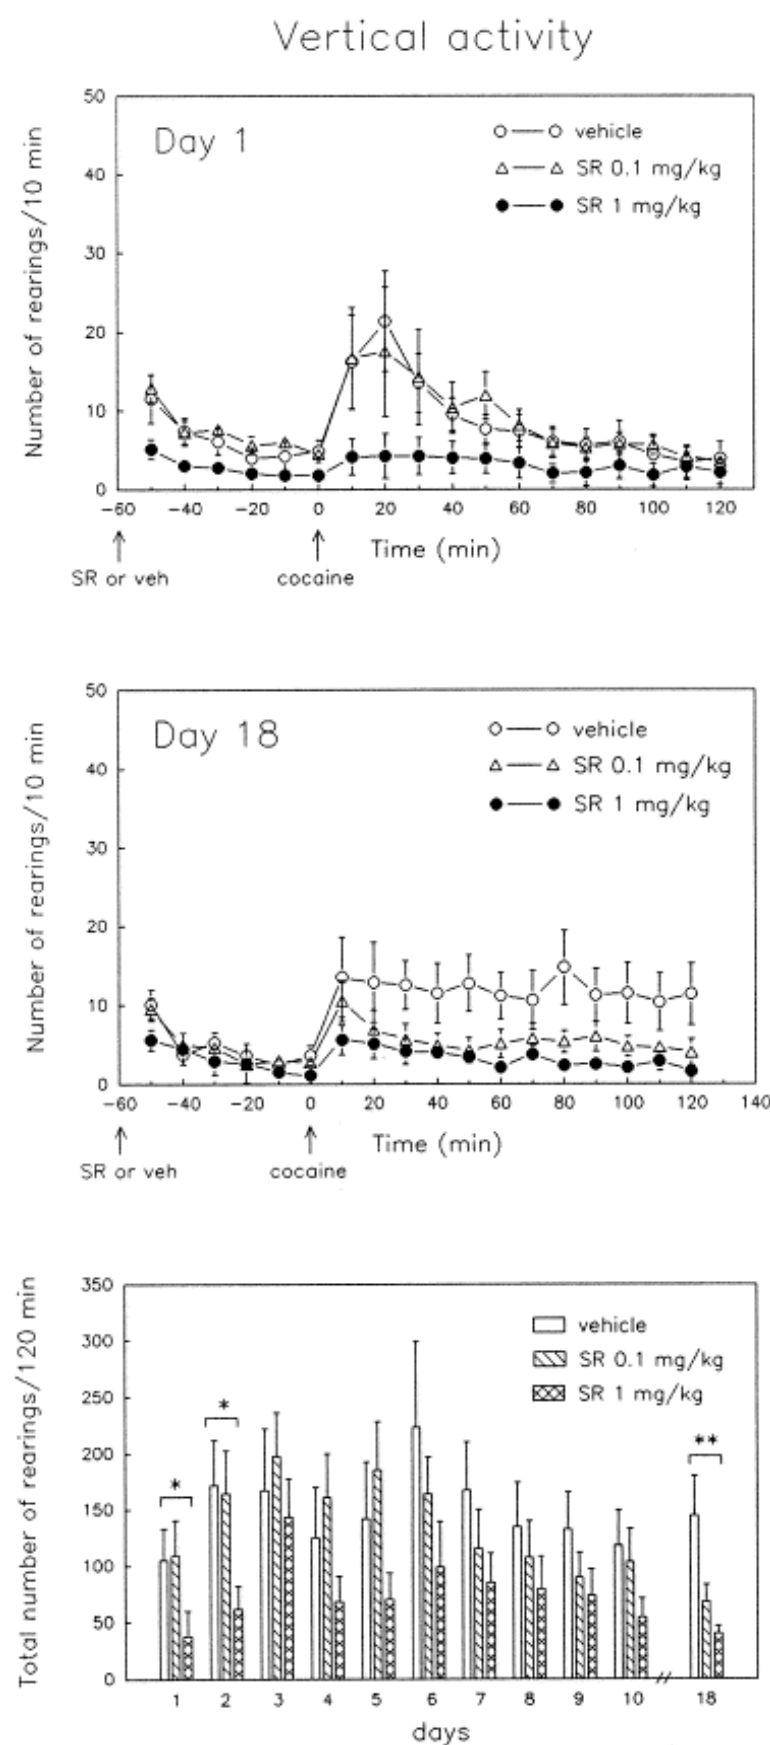 Vertical activity
50
40
30
20
10
0
Number of rearings/10 min
Day 1
vehicle
SR 0.1 mg/kg
SR 1 mg/kg
−60 −40 −20 0 20 40 60 80 100 120
Time (min)
SR or veh cocaine
50
40
30
20
10
0
Number of rearings/10 min
Day 18
vehicle
SR 0.1 mg/kg
SR 1 mg/kg
−60 −40 −20 0 20 40 60 80 100 120 140
Time (min)
SR or veh cocaine
350
300
250
200
150
100
50
0
Total number of rearings/120 min
vehicle
SR 0.1 mg/kg
SR 1 mg/kg
* * **
1 2 3 4 5 6 7 8 9 10 // 18
days